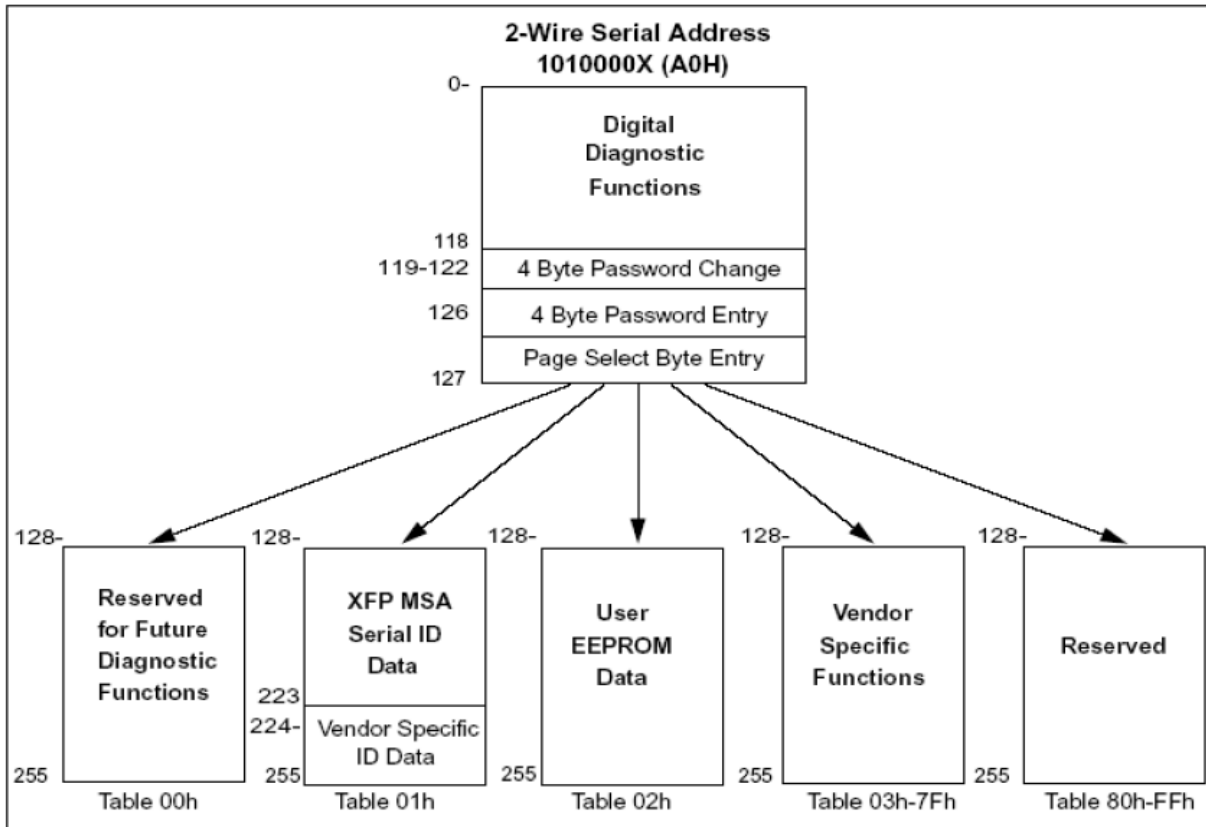 2-Wire Serial Address
1010000X (A0H)
0-
Digital
Diagnostic
Functions
118
119-122
4 Byte Password Change
126
4 Byte Password Entry
Page Select Byte Entry
127
128-
128-
128-
128-
128-
Reserved
for Future
Diagnostic
Functions
255
Table 00h
XFP MSA
Serial ID
Data
223
224-
Vendor Specific
ID Data
255
Table 01h
User
EEPROM
Data
255
Table 02h
Vendor
Specific
Functions
255
Table 03h-7Fh
Reserved
255
Table 80h-FFh